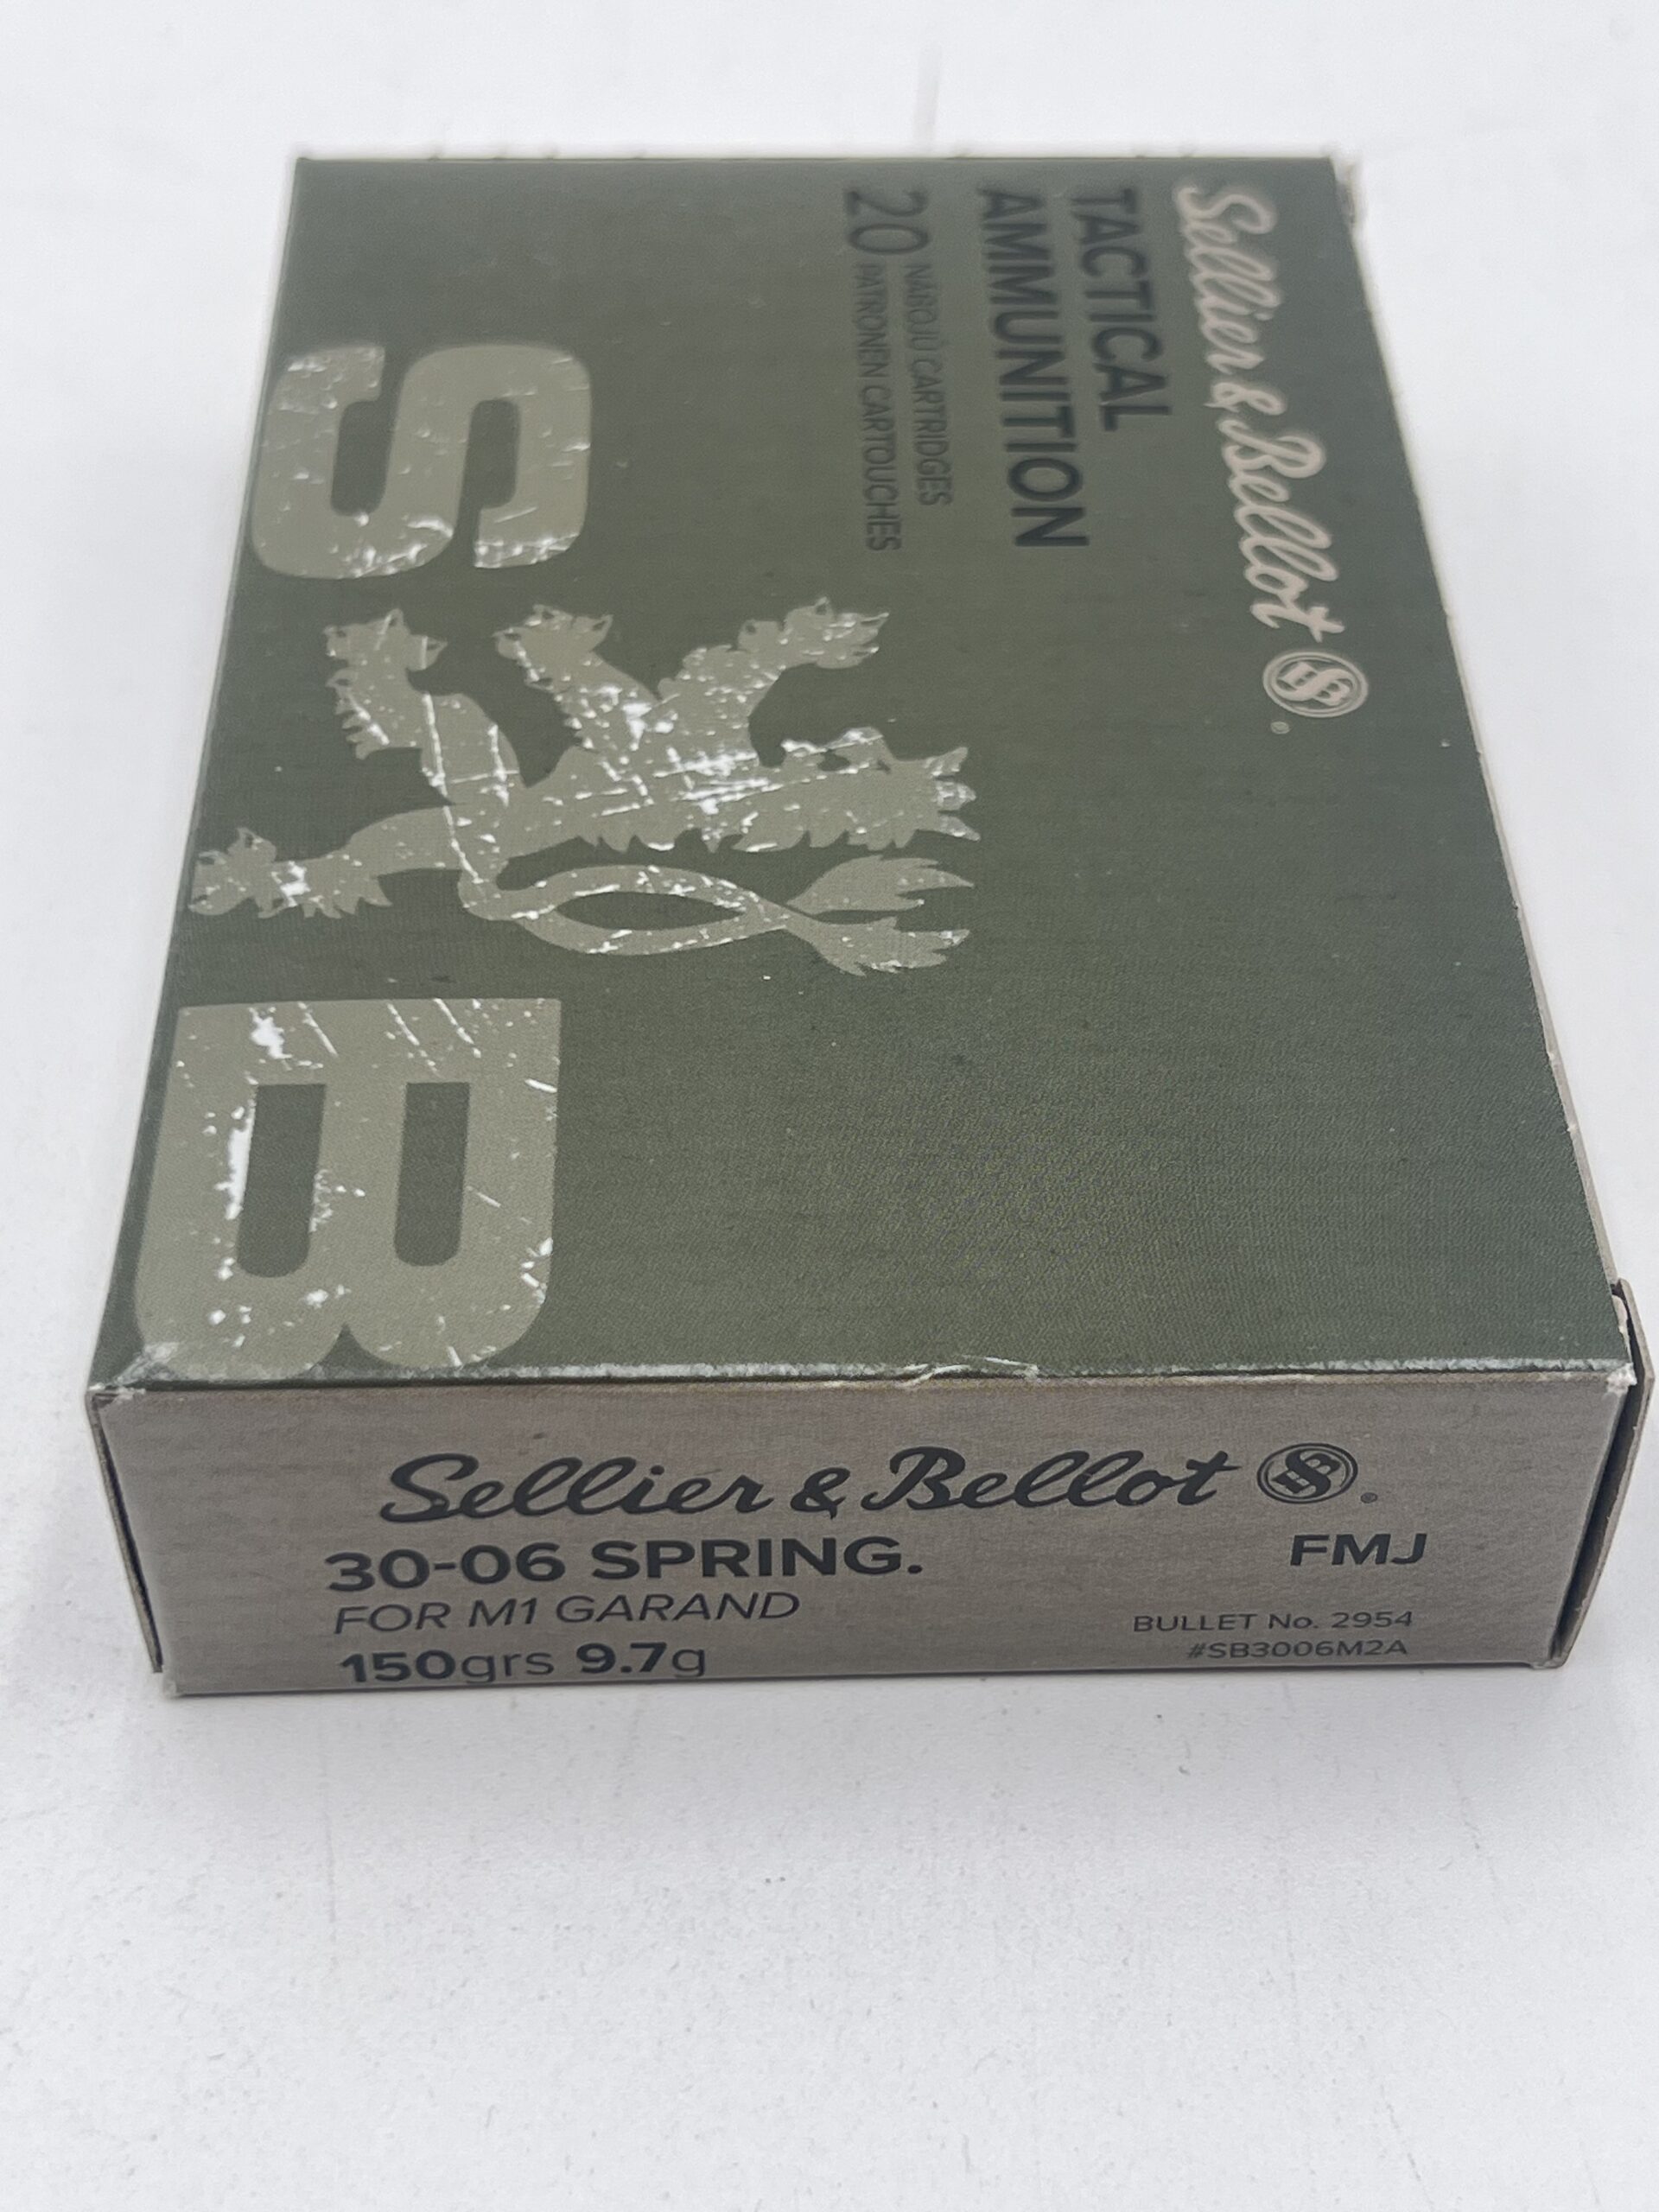 Sellier & Bellot SB®
TACTICAL
AMMUNITION
20 NÁBOJŮ CARTRIDGES
PATRONEN CARTOUCHES
S B
Sellier & Bellot SB®
30-06 SPRING.
FMJ
FOR M1 GARAND
150grs 9.7g
BULLET No. 2954
#SB3006M2A